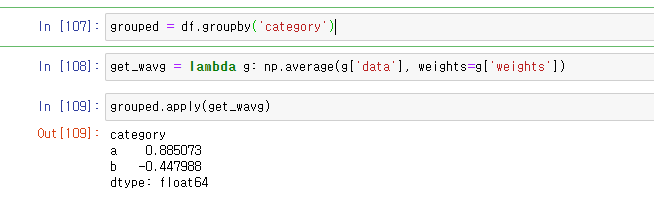 In [107]: grouped = df.groupby('category')
In [108]: get_wavg = lambda g: np.average(g['data'], weights=g['weights'])
In [109]: grouped.apply(get_wavg)
Out[109]: category
a    0.885073
b   -0.447988
dtype: float64